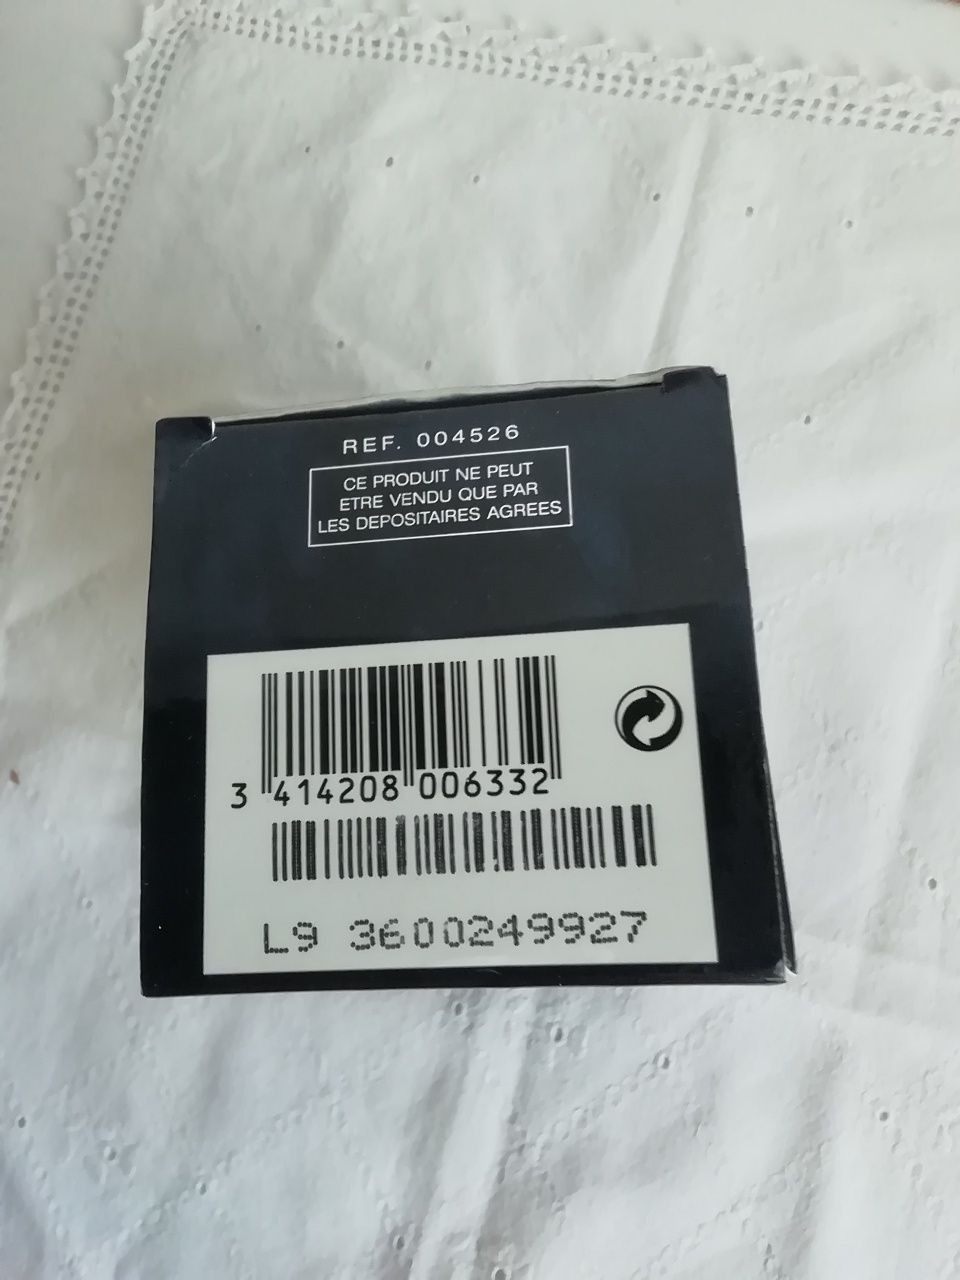 REF. 004526
CE PRODUIT NE PEUT
ETRE VENDU QUE PAR
LES DEPOSITAIRES AGREES
3 414208 006332
L9 3600249927